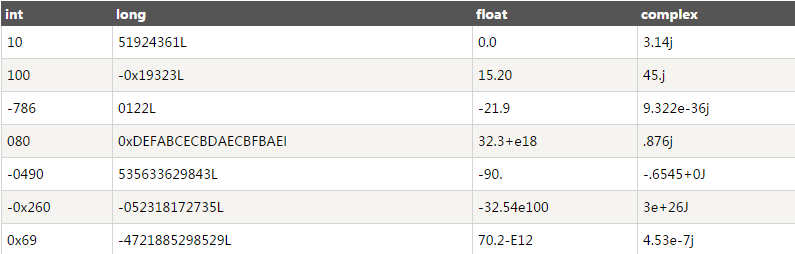 int long float complex
10 51924361L 0.0 3.14j
100 -0x19323L 15.20 45.j
-786 0122L -21.9 9.322e-36j
080 0xDEFABCECBDAECBFBAEl 32.3+e18 .876j
-0490 535633629843L -90. -.6545+0J
-0x260 -052318172735L -32.54e100 3e+26J
0x69 -4721885298529L 70.2-E12 4.53e-7j